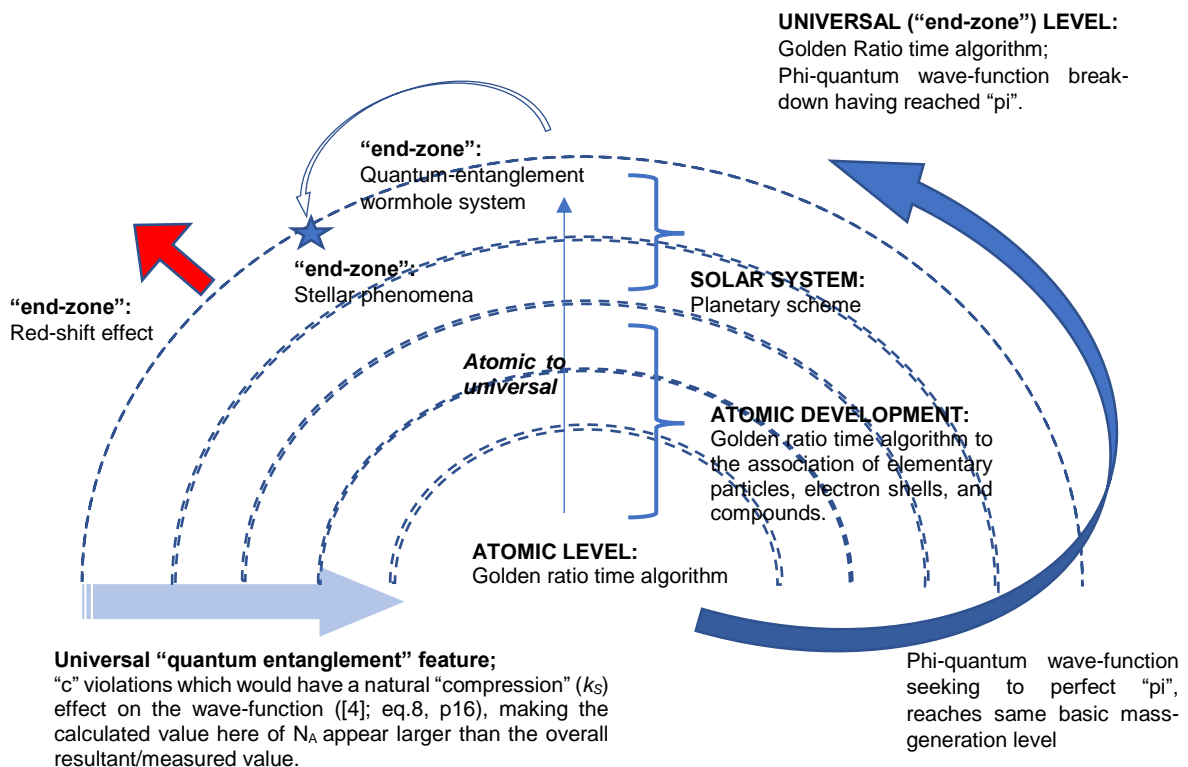 UNIVERSAL (“end-zone”) LEVEL:
Golden Ratio time algorithm;
Phi-quantum wave-function break-
down having reached “pi”.
“end-zone”:
Quantum-entanglement
wormhole system
“end-zone”:
Stellar phenomena
“end-zone”:
Red-shift effect
SOLAR SYSTEM:
Planetary scheme
Atomic to
universal
ATOMIC DEVELOPMENT:
Golden ratio time algorithm to
the association of elementary
particles, electron shells, and
compounds.
ATOMIC LEVEL:
Golden ratio time algorithm
Universal “quantum entanglement” feature;
“c” violations which would have a natural “compression” (kS)
effect on the wave-function ([4]; eq.8, p16), making the
calculated value here of NA appear larger than the overall
resultant/measured value.
Phi-quantum wave-function
seeking to perfect “pi”,
reaches same basic mass-
generation level